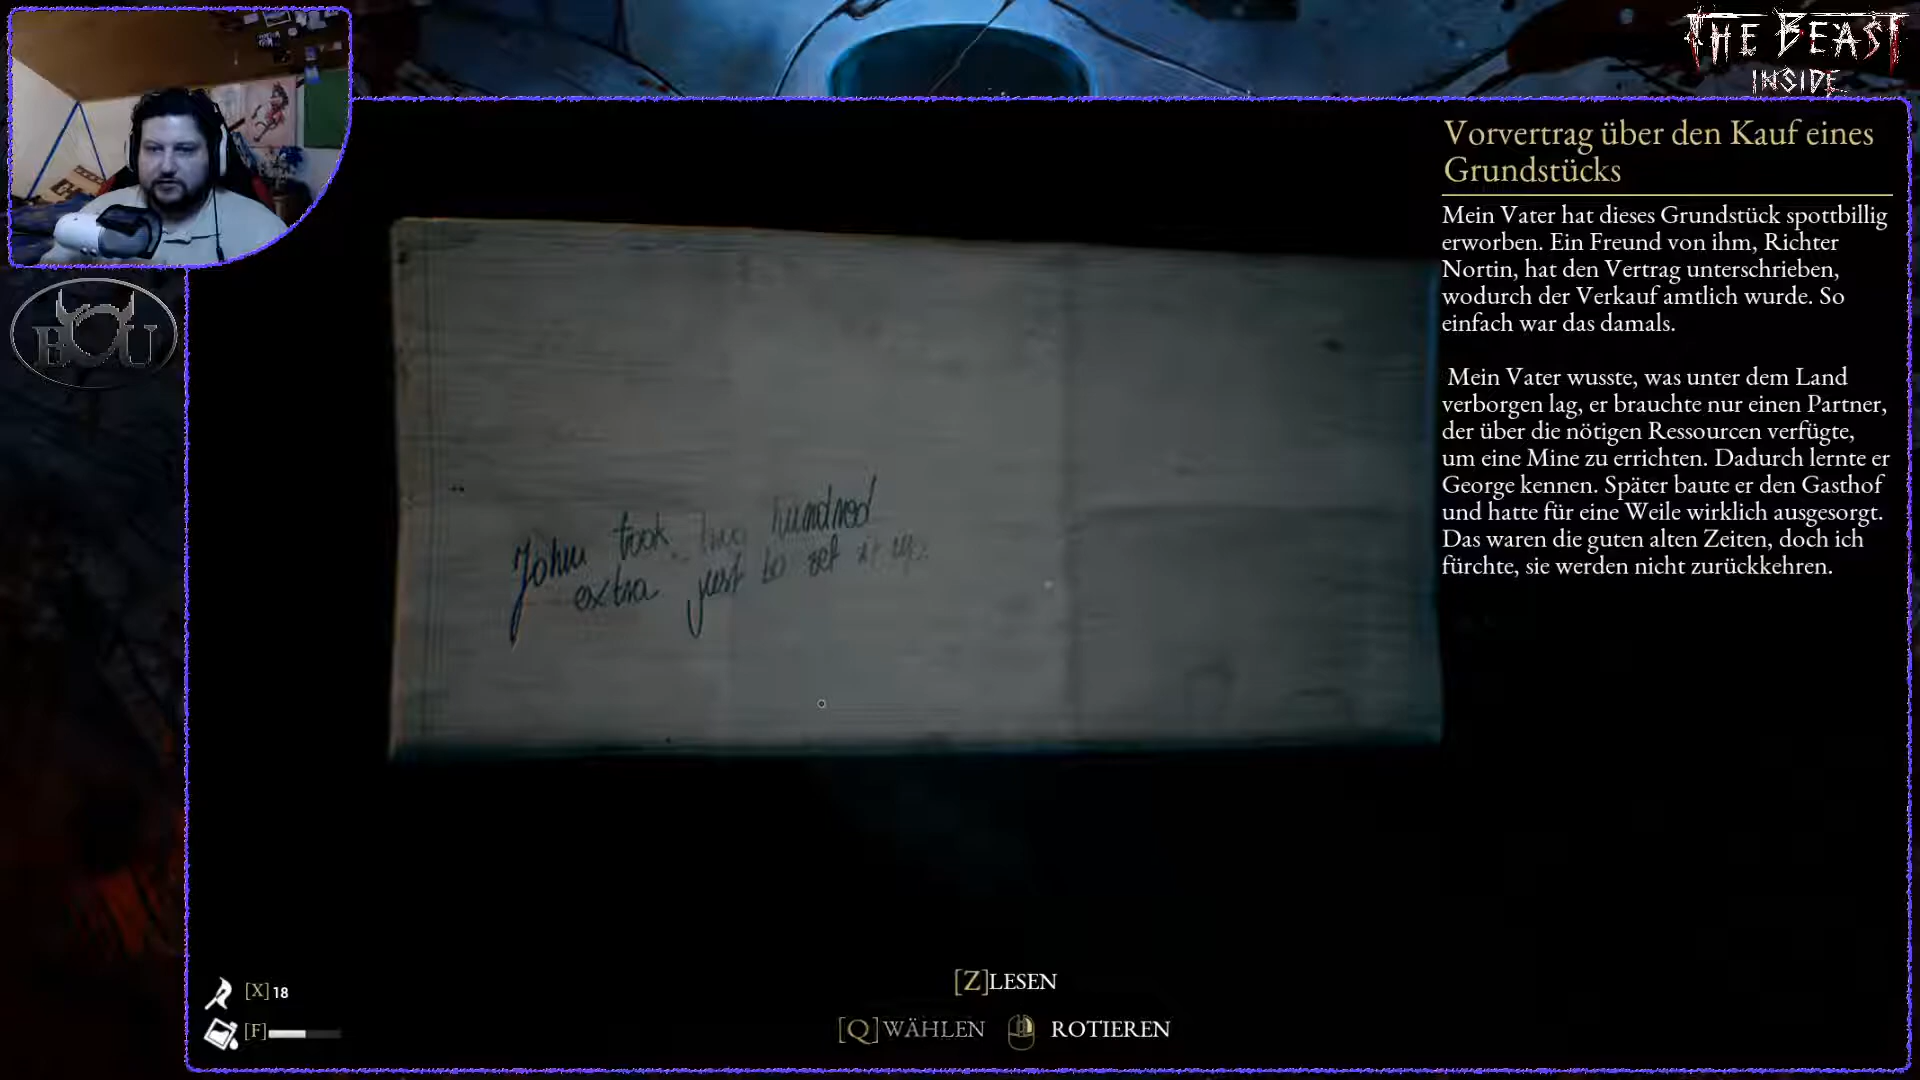 THE BEAST
INSIDE
Vorvertrag über den Kauf eines
Grundstücks
Mein Vater hat dieses Grundstück spottbillig
erworben. Ein Freund von ihm, Richter
Nortin, hat den Vertrag unterschrieben,
wodurch der Verkauf amtlich wurde. So
einfach war das damals.
Mein Vater wusste, was unter dem Land
verborgen lag, er brauchte nur einen Partner,
der über die nötigen Ressourcen verfügte,
um eine Mine zu errichten. Dadurch lernte er
George kennen. Später baute er den Gasthof
und hatte für eine Weile wirklich ausgesorgt.
Das waren die guten alten Zeiten, doch ich
fürchte, sie werden nicht zurückkehren.
John took two hundred
extra just to set it up.
[X] 18
[F]
[Z]LESEN
[Q]WÄHLEN ROTIEREN